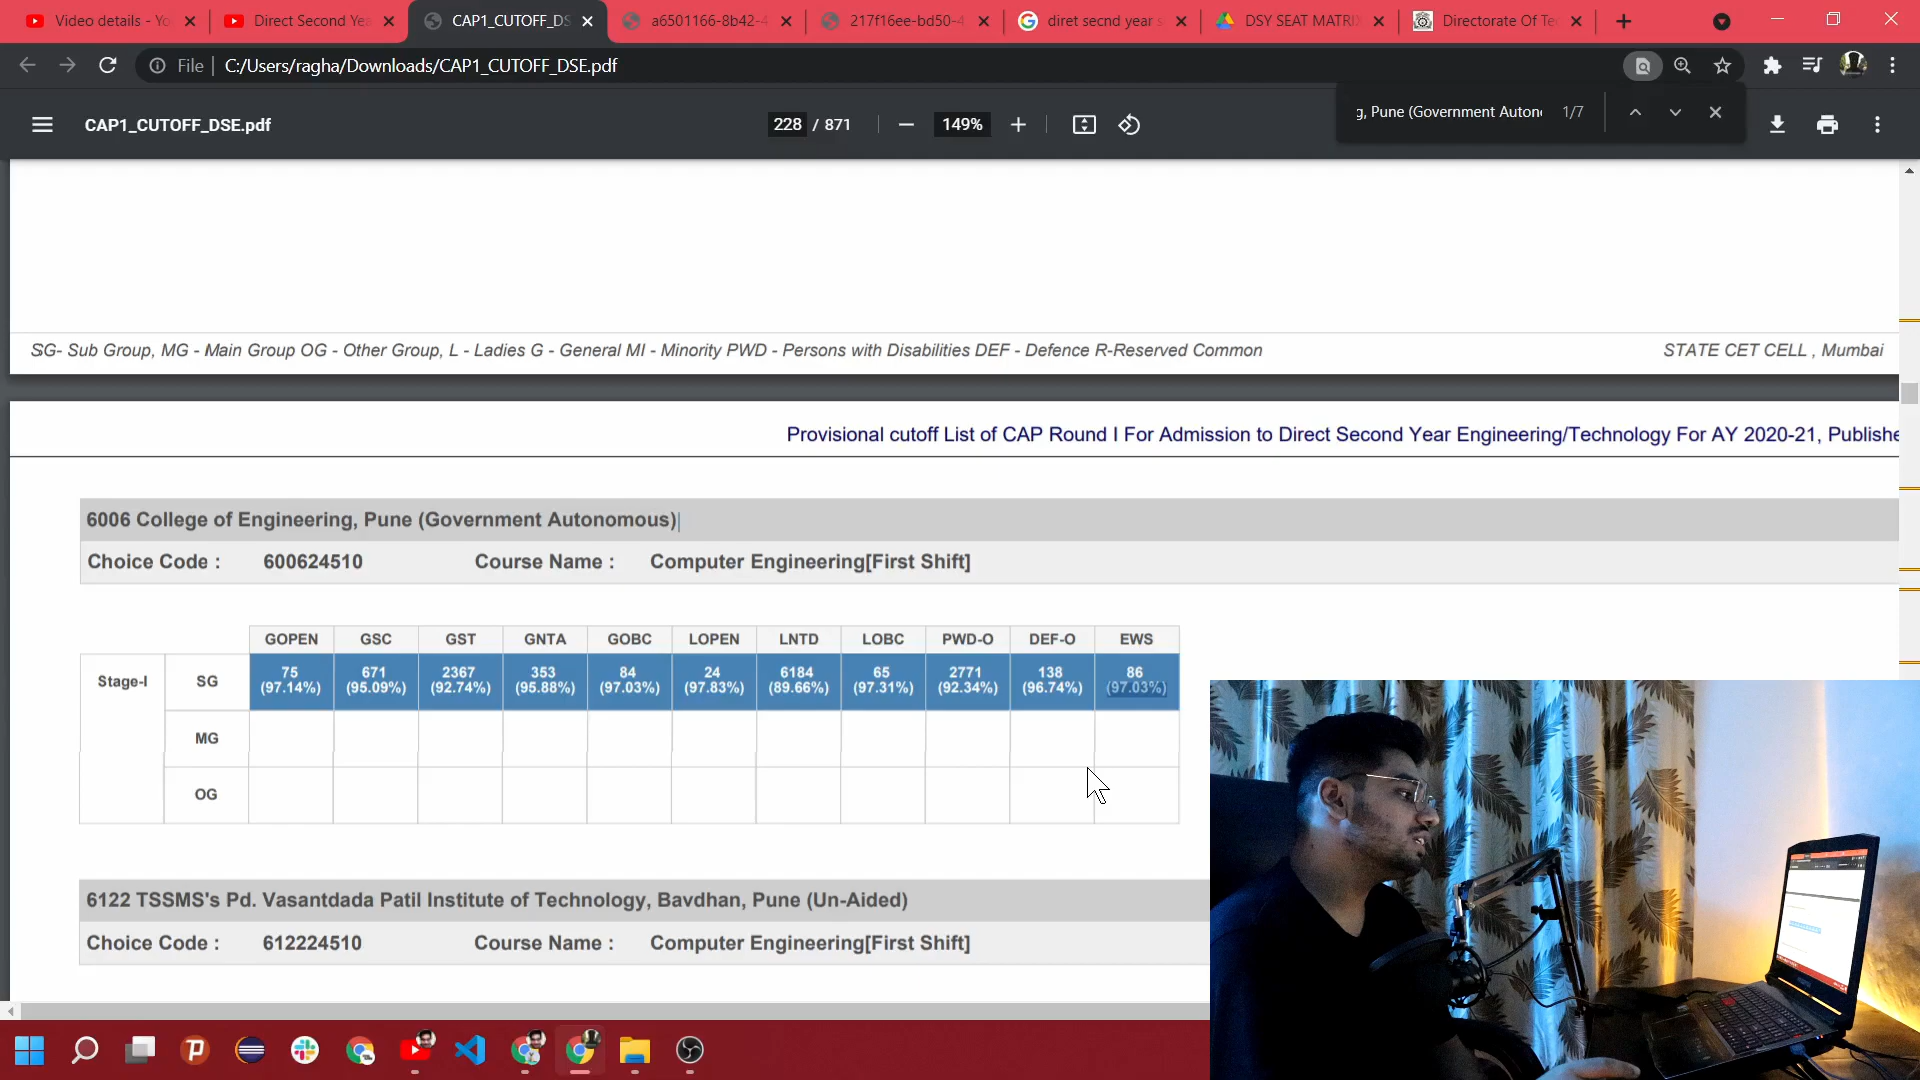 Video details - Yo
Direct Second Yea
CAP1_CUTOFF_DS
a6501166-8b42-4
217f16ee-bd50-4
diret secnd year s
DSY SEAT MATRI
Directorate Of Te
File
C:/Users/ragha/Downloads/CAP1_CUTOFF_DSE.pdf
CAP1_CUTOFF_DSE.pdf
228 / 871
149%
g, Pune (Government Auton
1/7
SG- Sub Group, MG - Main Group OG - Other Group, L - Ladies G - General MI - Minority PWD - Persons with Disabilities DEF - Defence R-Reserved Common
STATE CET CELL , Mumbai
Provisional cutoff List of CAP Round I For Admission to Direct Second Year Engineering/Technology For AY 2020-21, Publishe
6006 College of Engineering, Pune (Government Autonomous)
Choice Code : 600624510 Course Name : Computer Engineering[First Shift]
GOPEN GSC GST GNTA GOBC LOPEN LNTD LOBC PWD-O DEF-O EWS
Stage-I SG 75 671 2367 353 84 24 6184 65 2771 138 86
(97.14%) (95.09%) (92.74%) (95.88%) (97.03%) (97.83%) (89.66%) (97.31%) (92.34%) (96.74%) (97.03%)
MG
OG
6122 TSSMS's Pd. Vasantdada Patil Institute of Technology, Bavdhan, Pune (Un-Aided)
Choice Code : 612224510 Course Name : Computer Engineering[First Shift]